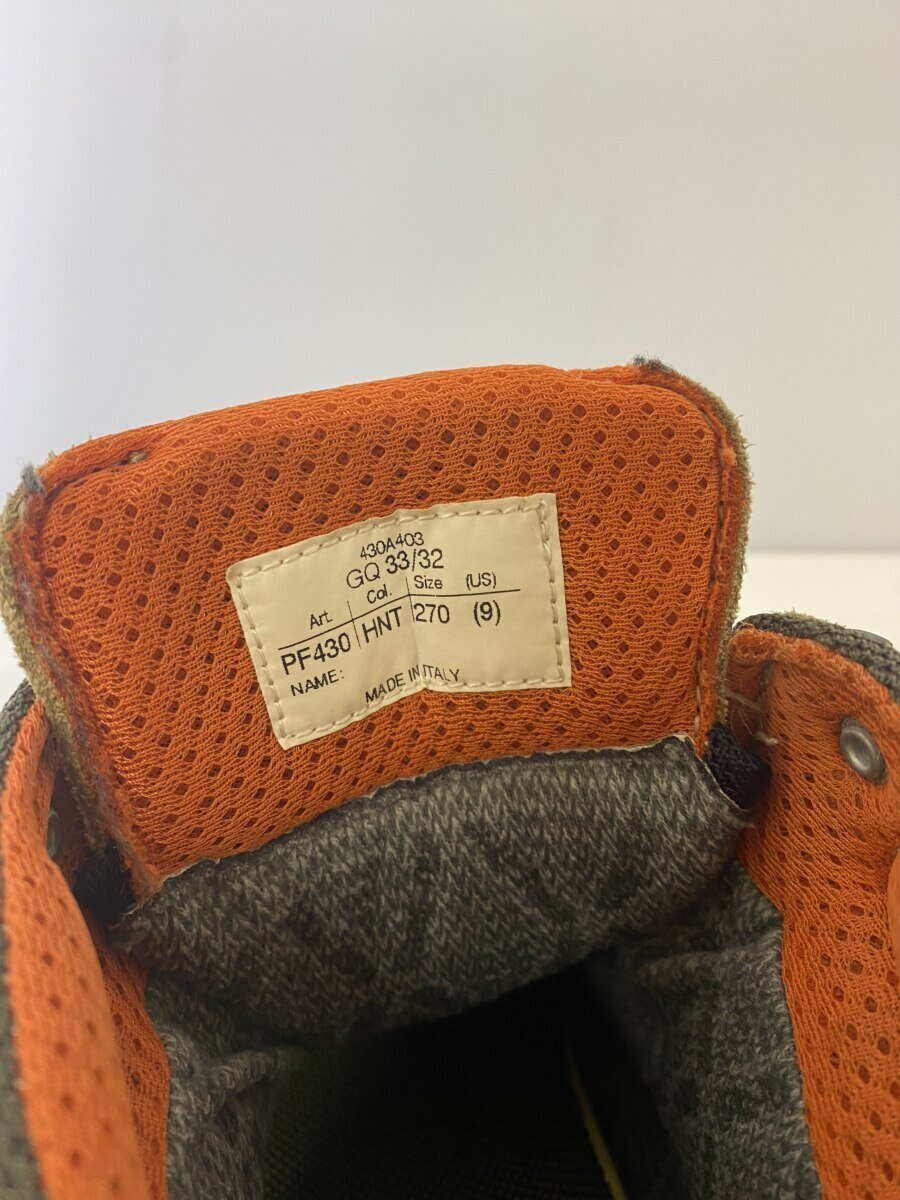 430A403
GQ 33/32
Art. Col. Size (US)
PF430 HNT 270 (9)
NAME:
MADE IN ITALY